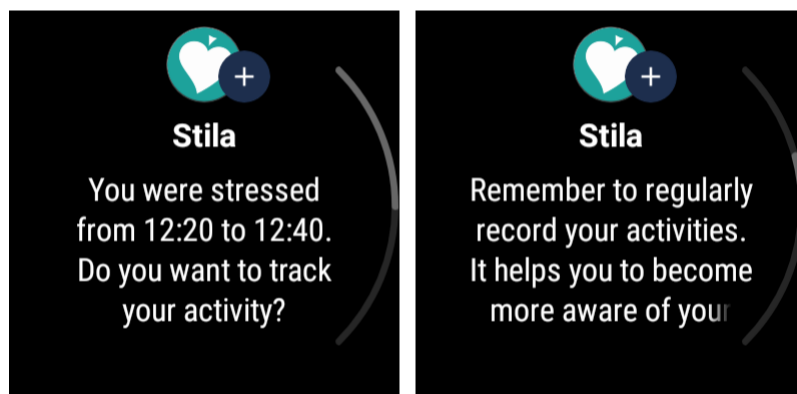 Stila
You were stressed
from 12:20 to 12:40.
Do you want to track
your activity?
Stila
Remember to regularly
record your activities.
It helps you to become
more aware of your